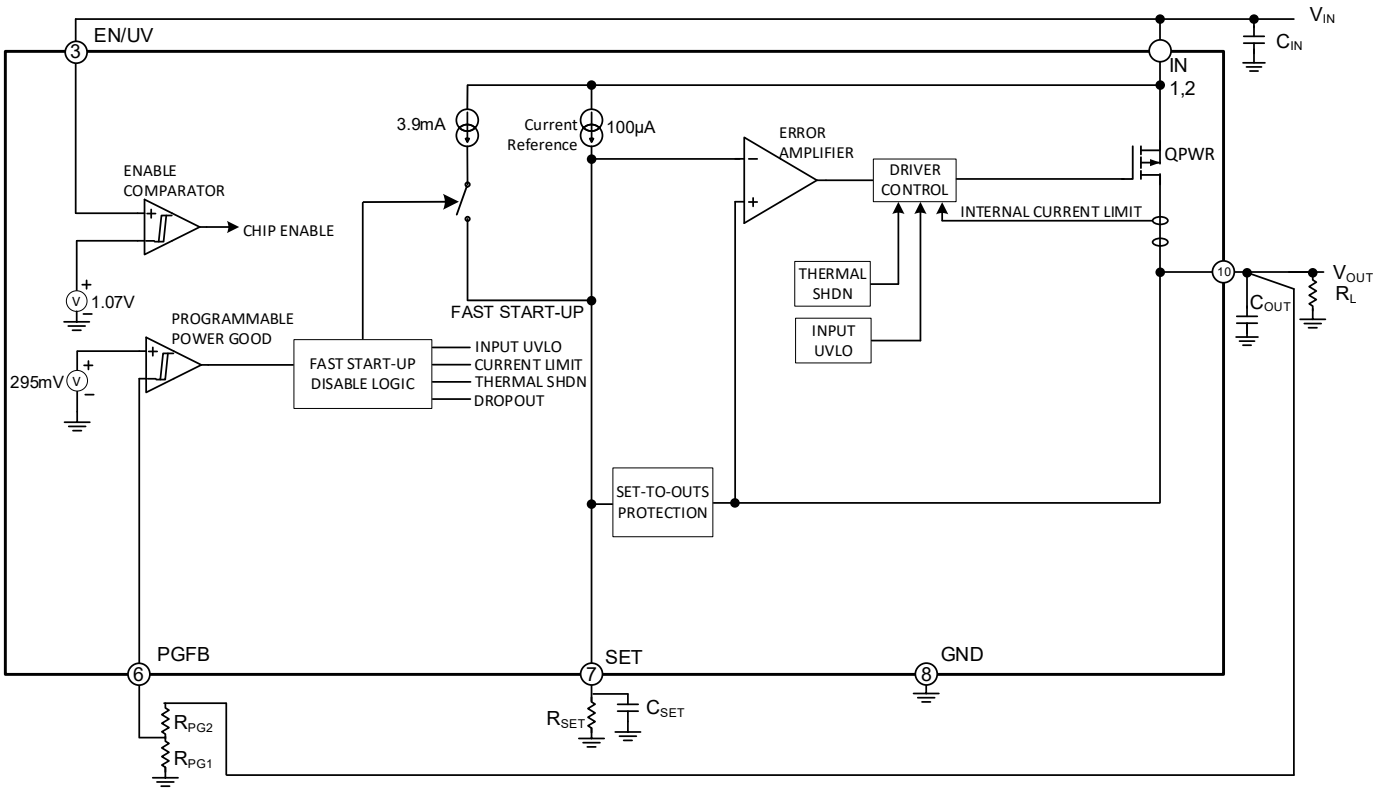 V_IN
EN/UV
3
C_IN
IN
1,2
3.9mA
Current
Reference
100µA
ERROR
AMPLIFIER
−
+
DRIVER
CONTROL
QPWR
ENABLE
COMPARATOR
+
CHIP ENABLE
INTERNAL CURRENT LIMIT
THERMAL
SHDN
10
V_OUT
R_L
C_OUT
+
V
−
1.07V
FAST START-UP
INPUT
UVLO
PROGRAMMABLE
POWER GOOD
+
295mV
V
+
−
FAST START-UP
DISABLE LOGIC
INPUT UVLO
CURRENT LIMIT
THERMAL SHDN
DROPOUT
SET-TO-OUTS
PROTECTION
PGFB
6
SET
7
GND
8
R_PG2
R_PG1
R_SET
C_SET